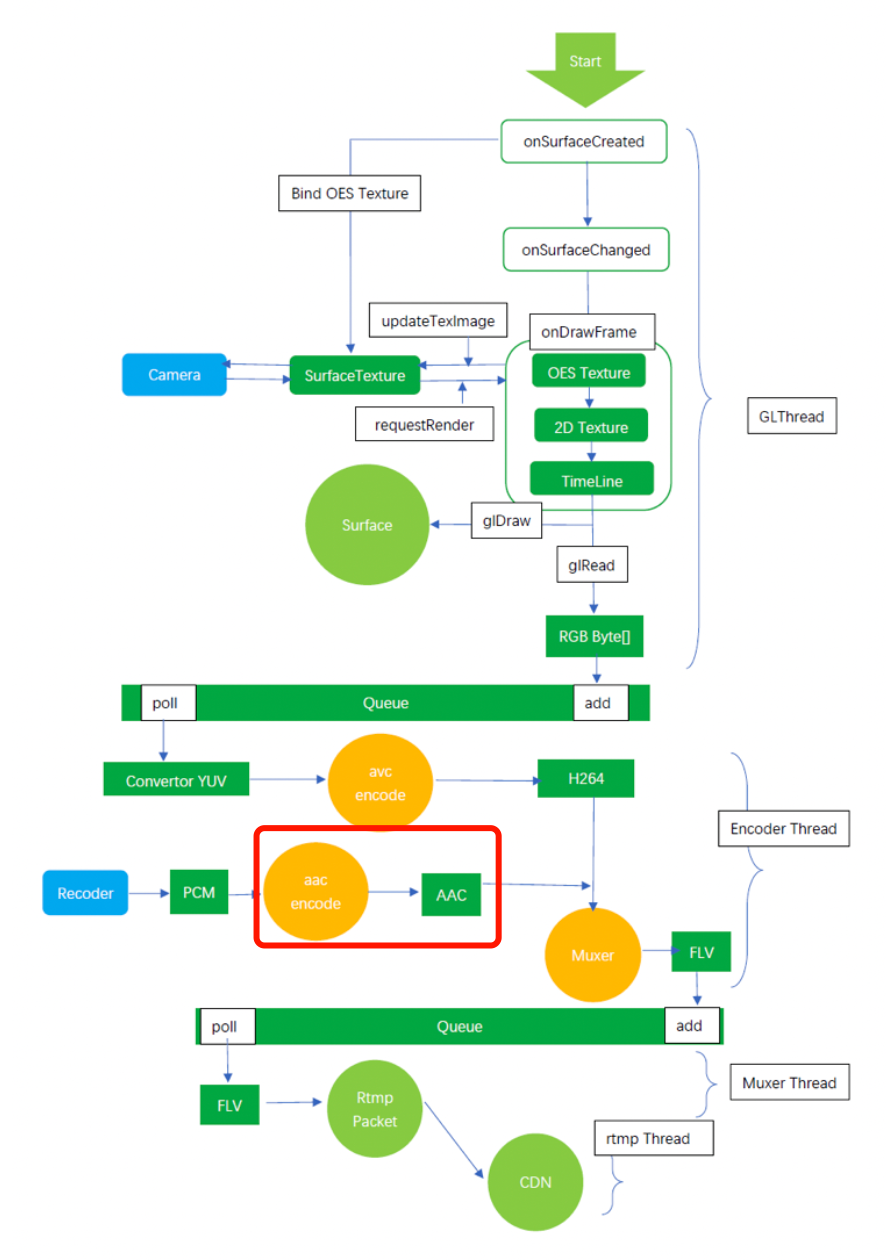 Start
onSurfaceCreated
Bind OES Texture
onSurfaceChanged
updateTexImage
onDrawFrame
Camera
SurfaceTexture
OES Texture
requestRender
2D Texture
GLThread
TimeLine
Surface
glDraw
glRead
RGB Byte[]
poll
Queue
add
Convertor YUV
avc
encode
H264
Encoder Thread
Recoder
PCM
aac
encode
AAC
Muxer
FLV
poll
Queue
add
FLV
Rtmp
Packet
Muxer Thread
rtmp Thread
CDN